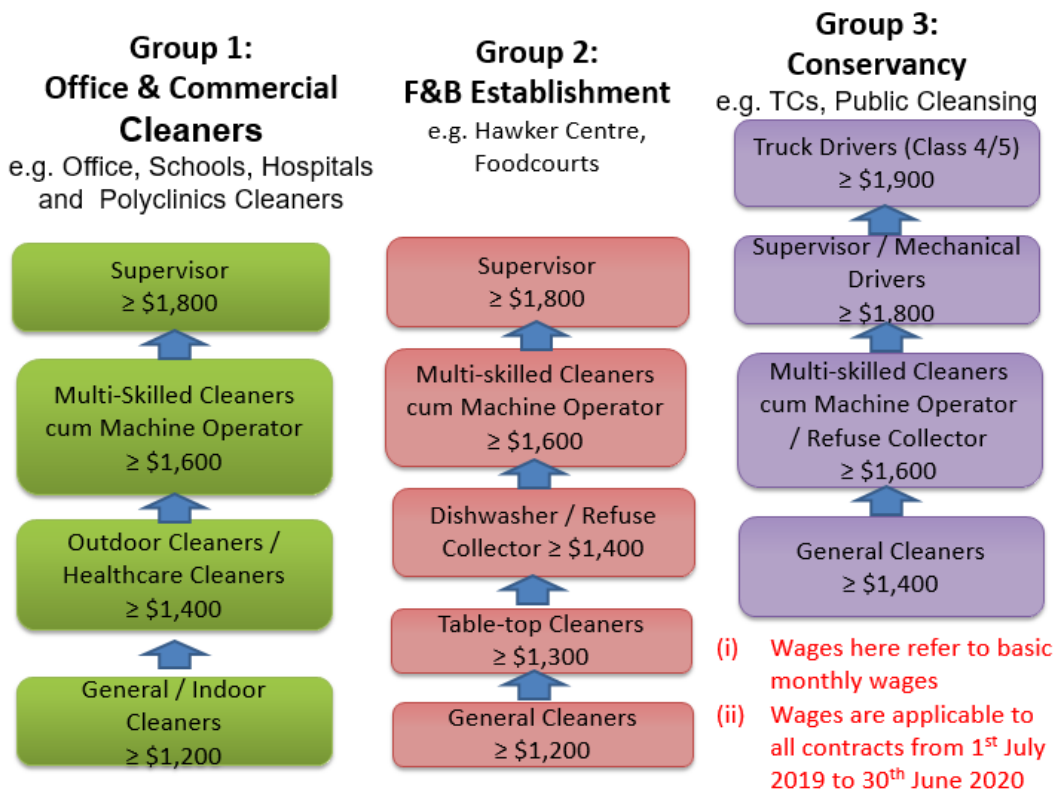 Group 1:
Office & Commercial
Cleaners
e.g. Office, Schools, Hospitals
and Polyclinics Cleaners
Supervisor
≥ $1,800
Multi-Skilled Cleaners
cum Machine Operator
≥ $1,600
Outdoor Cleaners /
Healthcare Cleaners
≥ $1,400
General / Indoor
Cleaners
≥ $1,200
Group 2:
F&B Establishment
e.g. Hawker Centre,
Foodcourts
Supervisor
≥ $1,800
Multi-skilled Cleaners
cum Machine Operator
≥ $1,600
Dishwasher / Refuse
Collector ≥ $1,400
Table-top Cleaners
≥ $1,300
General Cleaners
≥ $1,200
Group 3:
Conservancy
e.g. TCs, Public Cleansing
Truck Drivers (Class 4/5)
≥ $1,900
Supervisor / Mechanical
Drivers
≥ $1,800
Multi-skilled Cleaners
cum Machine Operator
/ Refuse Collector
≥ $1,600
General Cleaners
≥ $1,400
(i) Wages here refer to basic
monthly wages
(ii) Wages are applicable to
all contracts from 1st July
2019 to 30th June 2020